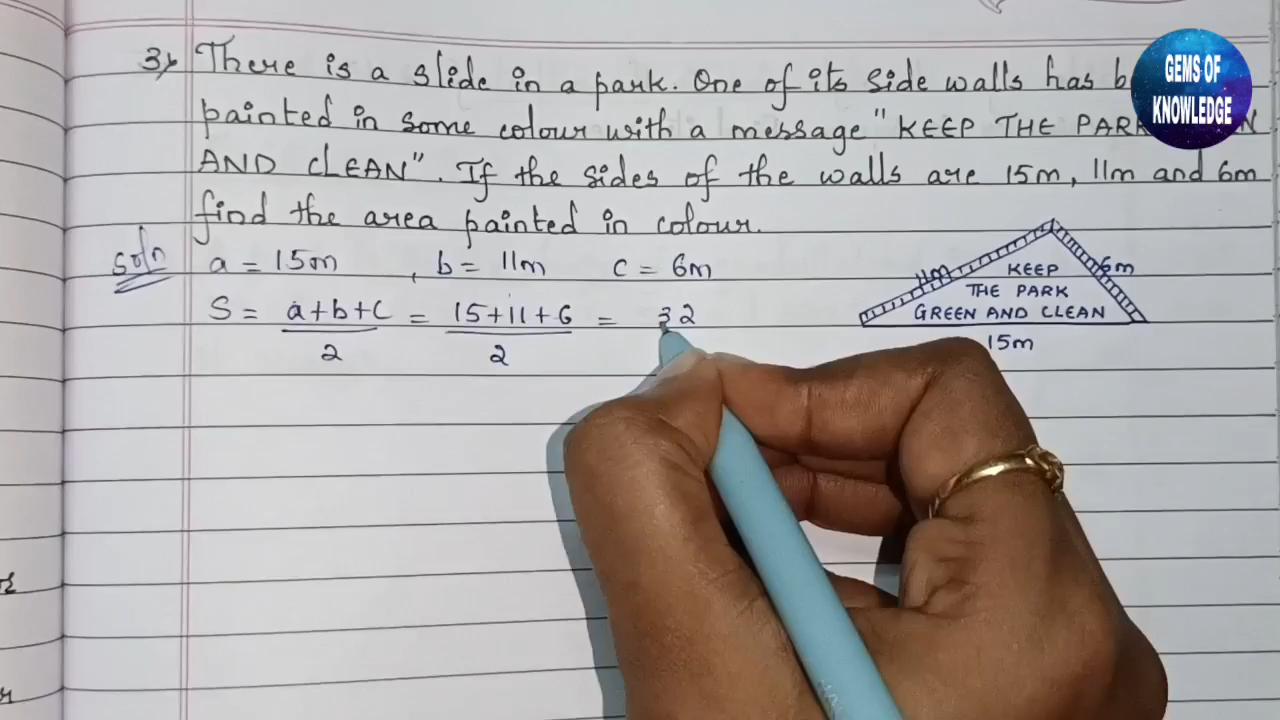 3) There is a slide in a park. One of its side walls has b
painted in some colour with a message "KEEP THE PARK N
AND CLEAN". If the sides of the walls are 15m, 11m and 6m
find the area painted in colour.
Soln a = 15m , b = 11m c = 6m
S = a+b+c / 2 = 15+11+6 / 2 = 32
11m
6m
KEEP
THE PARK
GREEN AND CLEAN
15m
GEMS OF
KNOWLEDGE